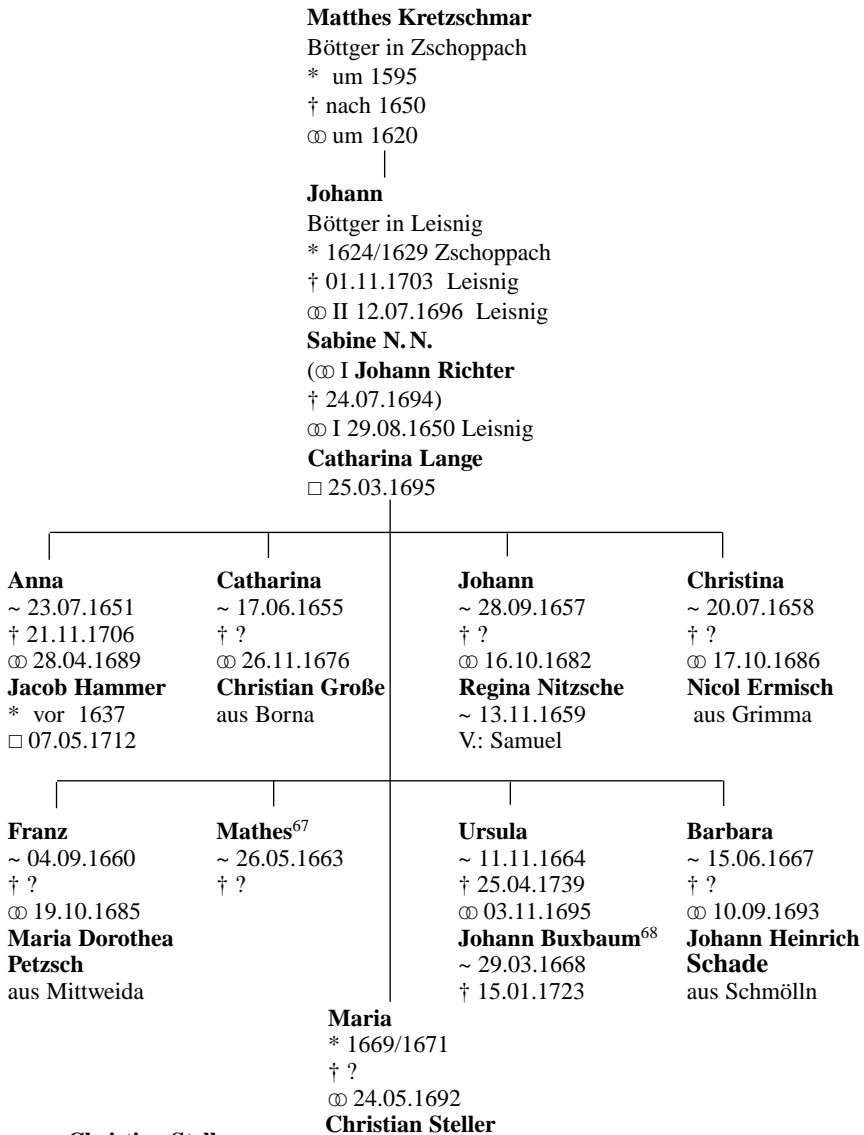 Matthes Kretzschmar
Böttger in Zschoppach
* um 1595
† nach 1650
⚭ um 1620
Johann
Böttger in Leisnig
* 1624/1629 Zschoppach
† 01.11.1703 Leisnig
⚭ II 12.07.1696 Leisnig
Sabine N. N.
(⚭ I Johann Richter
† 24.07.1694)
⚭ I 29.08.1650 Leisnig
Catharina Lange
□ 25.03.1695
Anna
~ 23.07.1651
† 21.11.1706
⚭ 28.04.1689
Jacob Hammer
* vor 1637
□ 07.05.1712
Catharina
~ 17.06.1655
† ?
⚭ 26.11.1676
Christian Große
aus Borna
Johann
~ 28.09.1657
† ?
⚭ 16.10.1682
Regina Nitzsche
~ 13.11.1659
V.: Samuel
Christina
~ 20.07.1658
† ?
⚭ 17.10.1686
Nicol Ermisch
aus Grimma
Franz
~ 04.09.1660
† ?
⚭ 19.10.1685
Maria Dorothea
Petzsch
aus Mittweida
Mathes⁶⁷
~ 26.05.1663
† ?
Ursula
~ 11.11.1664
† 25.04.1739
⚭ 03.11.1695
Johann Buxbaum⁶⁸
~ 29.03.1668
† 15.01.1723
Barbara
~ 15.06.1667
† ?
⚭ 10.09.1693
Johann Heinrich
Schade
aus Schmölln
Maria
* 1669/1671
† ?
⚭ 24.05.1692
Christian Steller